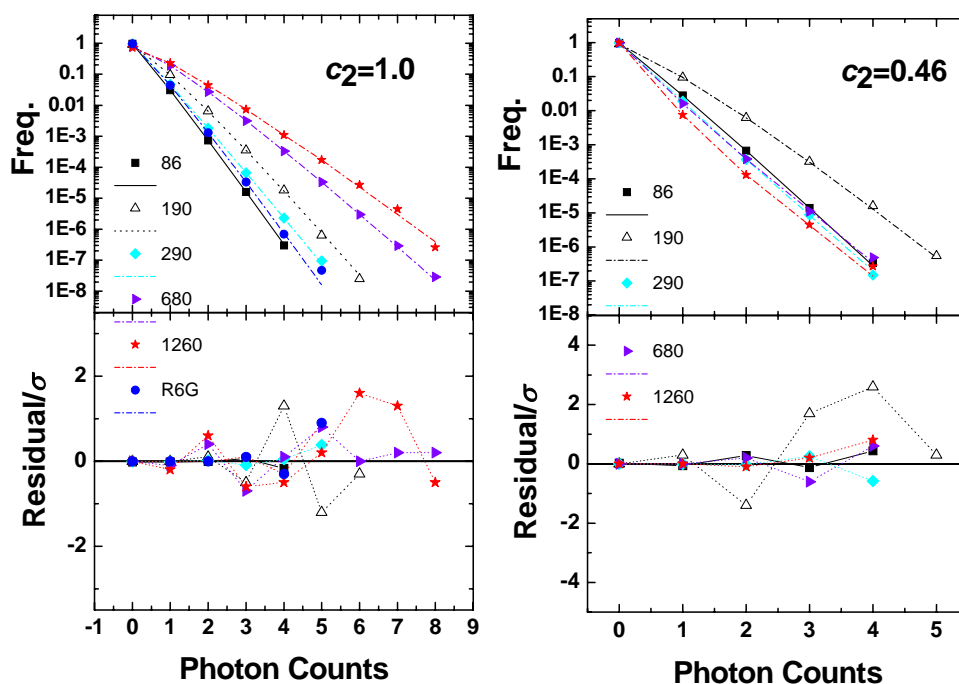 c2=1.0
Freq.
1
0.1
0.01
1E-3
1E-4
1E-5
1E-6
1E-7
1E-8
86
190
290
680
1260
R6G
Residual/σ
2
0
-2
-1 0 1 2 3 4 5 6 7 8 9
Photon Counts
c2=0.46
Freq.
1
0.1
0.01
1E-3
1E-4
1E-5
1E-6
1E-7
1E-8
86
190
290
680
1260
Residual/σ
4
2
0
-2
-4
0 1 2 3 4 5
Photon Counts